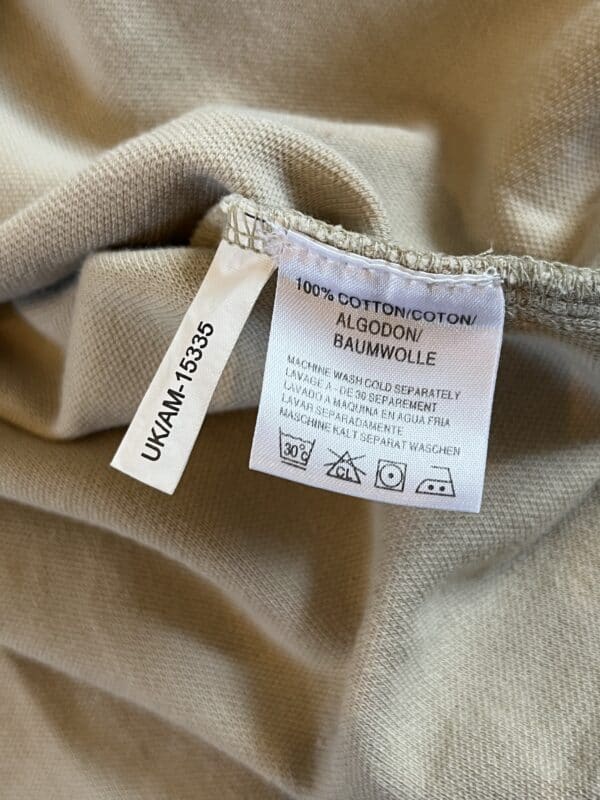 100% COTTON/COTON/
ALGODON/
BAUMWOLLE
MACHINE WASH COLD SEPARATELY
LAVAGE A - DE 30 SEPAREMENT
LAVADO A MAQUINA EN AGUA FRIA
LAVAR SEPARADAMENTE
MASCHINE KALT SEPARAT WASCHEN
30°C
CL
UK/AM-15335